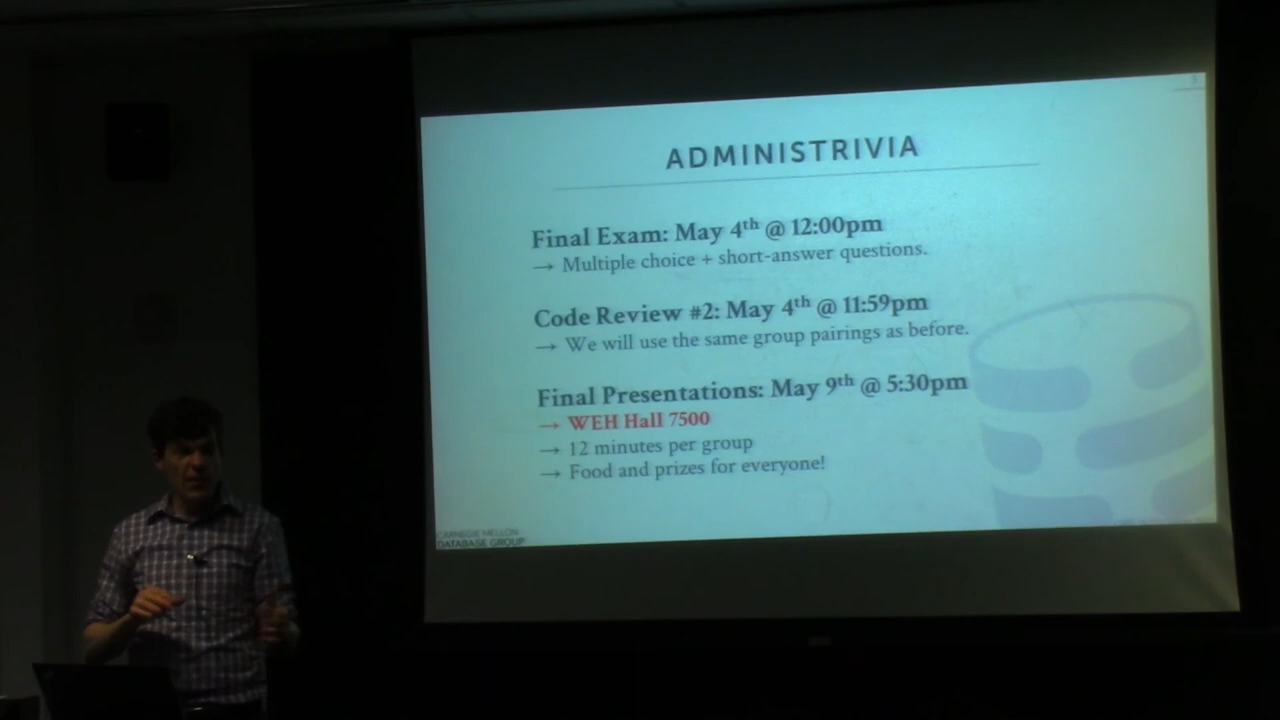 3
ADMINISTRIVIA
Final Exam: May 4th @ 12:00pm
→ Multiple choice + short-answer questions.
Code Review #2: May 4th @ 11:59pm
→ We will use the same group pairings as before.
Final Presentations: May 9th @ 5:30pm
→ WEH Hall 7500
→ 12 minutes per group
→ Food and prizes for everyone!
CARNEGIE MELLON
DATABASE GROUP